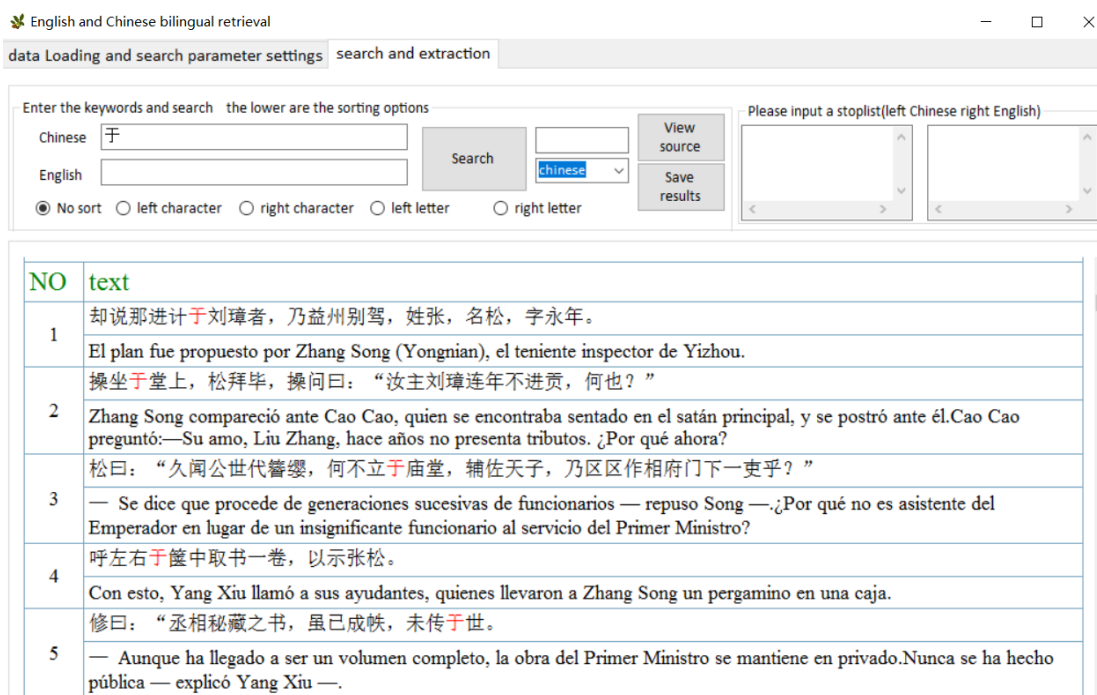 English and Chinese bilingual retrieval
data Loading and search parameter settings
search and extraction
Enter the keywords and search the lower are the sorting options
Chinese 于
English
Search
chinese
View source
Save results
No sort left character right character left letter right letter
Please input a stoplist(left Chinese right English)
NO text
1
却说那进计于刘璋者，乃益州别驾，姓张，名松，字永年。
El plan fue propuesto por Zhang Song (Yongnian), el teniente inspector de Yizhou.
2
操坐于堂上，松拜毕，操问曰：“汝主刘璋连年不进贡，何也？”
Zhang Song compareció ante Cao Cao, quien se encontraba sentado en el satán principal, y se postró ante él.Cao Cao
preguntó:—Su amo, Liu Zhang, hace años no presenta tributos. ¿Por qué ahora?
3
松曰：“久闻公世代簪缨，何不立于庙堂，辅佐天子，乃区区作相府门下一吏乎？”
— Se dice que procede de generaciones sucesivas de funcionarios — repuso Song —.¿Por qué no es asistente del
Emperador en lugar de un insignificante funcionario al servicio del Primer Ministro?
4
呼左右于箧中取书一卷，以示张松。
Con esto, Yang Xiu llamó a sus ayudantes, quienes llevaron a Zhang Song un pergamino en una caja.
5
修曰：“丞相秘藏之书，虽已成帙，未传于世。
— Aunque ha llegado a ser un volumen completo, la obra del Primer Ministro se mantiene en privado.Nunca se ha hecho
pública — explicó Yang Xiu —.